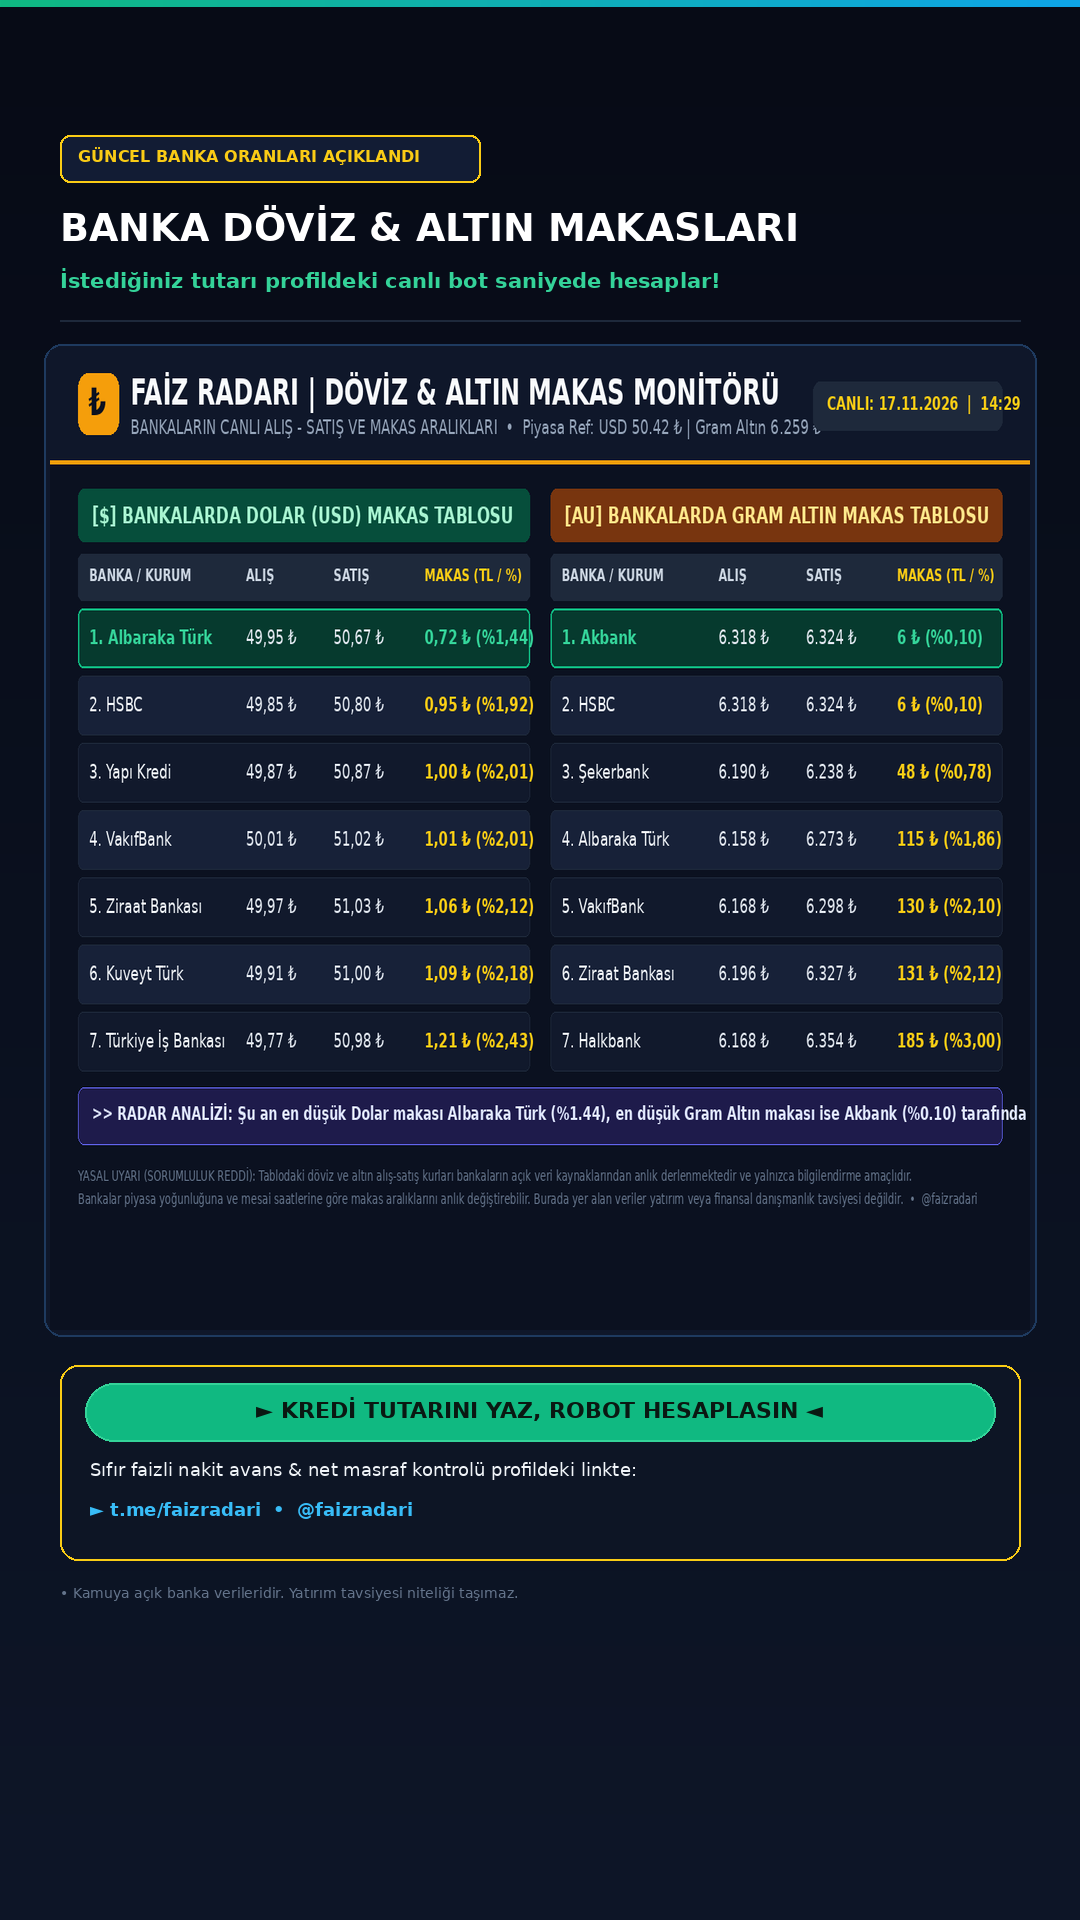 GÜNCEL BANKA ORANLARI AÇIKLANDI
BANKA DÖVİZ & ALTIN MAKASLARI
İstediğiniz tutarı profildeki canlı bot saniyede hesaplar!
₺ FAİZ RADARI | DÖVİZ & ALTIN MAKAS MONİTÖRÜ
CANLI: 17.11.2026 | 14:29
BANKALARIN CANLI ALIŞ - SATIŞ VE MAKAS ARALIKLARI • Piyasa Ref: USD 50.42 ₺ | Gram Altın 6.259 ₺
[$] BANKALARDA DOLAR (USD) MAKAS TABLOSU
BANKA / KURUM ALIŞ SATIŞ MAKAS (TL / %)
1. Albaraka Türk 49,95 ₺ 50,67 ₺ 0,72 ₺ (%1,44)
2. HSBC 49,85 ₺ 50,80 ₺ 0,95 ₺ (%1,92)
3. Yapı Kredi 49,87 ₺ 50,87 ₺ 1,00 ₺ (%2,01)
4. VakıfBank 50,01 ₺ 51,02 ₺ 1,01 ₺ (%2,01)
5. Ziraat Bankası 49,97 ₺ 51,03 ₺ 1,06 ₺ (%2,12)
6. Kuveyt Türk 49,91 ₺ 51,00 ₺ 1,09 ₺ (%2,18)
7. Türkiye İş Bankası 49,77 ₺ 50,98 ₺ 1,21 ₺ (%2,43)
[AU] BANKALARDA GRAM ALTIN MAKAS TABLOSU
BANKA / KURUM ALIŞ SATIŞ MAKAS (TL / %)
1. Akbank 6.318 ₺ 6.324 ₺ 6 ₺ (%0,10)
2. HSBC 6.318 ₺ 6.324 ₺ 6 ₺ (%0,10)
3. Şekerbank 6.190 ₺ 6.238 ₺ 48 ₺ (%0,78)
4. Albaraka Türk 6.158 ₺ 6.273 ₺ 115 ₺ (%1,86)
5. VakıfBank 6.168 ₺ 6.298 ₺ 130 ₺ (%2,10)
6. Ziraat Bankası 6.196 ₺ 6.327 ₺ 131 ₺ (%2,12)
7. Halkbank 6.168 ₺ 6.354 ₺ 185 ₺ (%3,00)
>> RADAR ANALİZİ: Şu an en düşük Dolar makası Albaraka Türk (%1.44), en düşük Gram Altın makası ise Akbank (%0.10) tarafında
YASAL UYARI (SORUMLULUK REDDİ): Tablodaki döviz ve altın alış-satış kurları bankaların açık veri kaynaklarından anlık derlenmektedir ve yalnızca bilgilendirme amaçlıdır.
Bankalar piyasa yoğunluğuna ve mesai saatlerine göre makas aralıklarını anlık değiştirebilir. Burada yer alan veriler yatırım veya finansal danışmanlık tavsiyesi değildir. • @faizradari
► KREDİ TUTARINI YAZ, ROBOT HESAPLASIN ◄
Sıfır faizli nakit avans & net masraf kontrolü profildeki linkte:
► t.me/faizradari • @faizradari
• Kamuya açık banka verileridir. Yatırım tavsiyesi niteliği taşımaz.